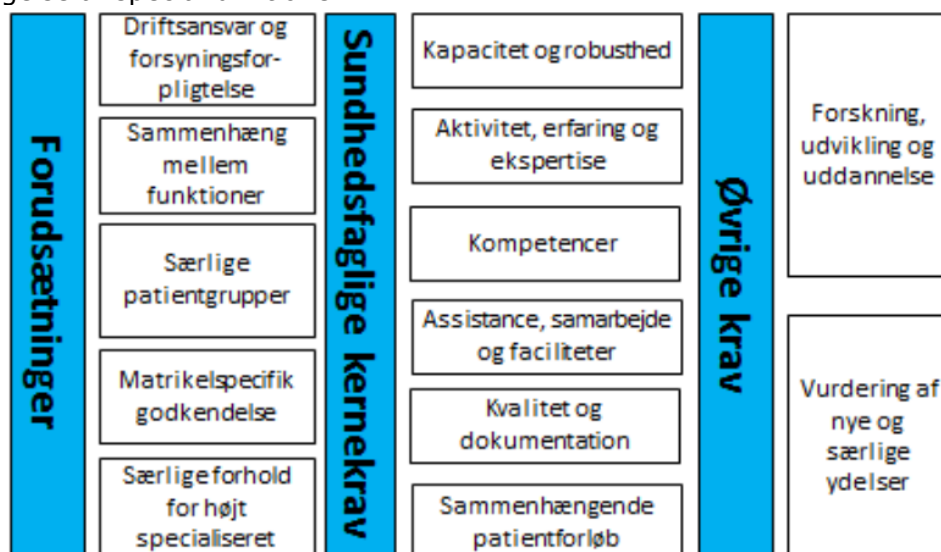 Forudsætninger
Driftsansvar og
forsyningsfor-
pligtelse
Sammenhæng
mellem
funktioner
Særlige
patientgrupper
Matrikelspecifik
godkendelse
Særlige forhold
for højt
specialiseret
Sundhedsfaglige kernekrav
Kapacitet og robusthed
Aktivitet, erfaring og
ekspertise
Kompetencer
Assistance, samarbejde
og faciliteter
Kvalitet og
dokumentation
Sammenhængende
patientforløb
Øvrige krav
Forskning,
udvikling og
uddannelse
Vurdering af
nye og
særlige
ydelser